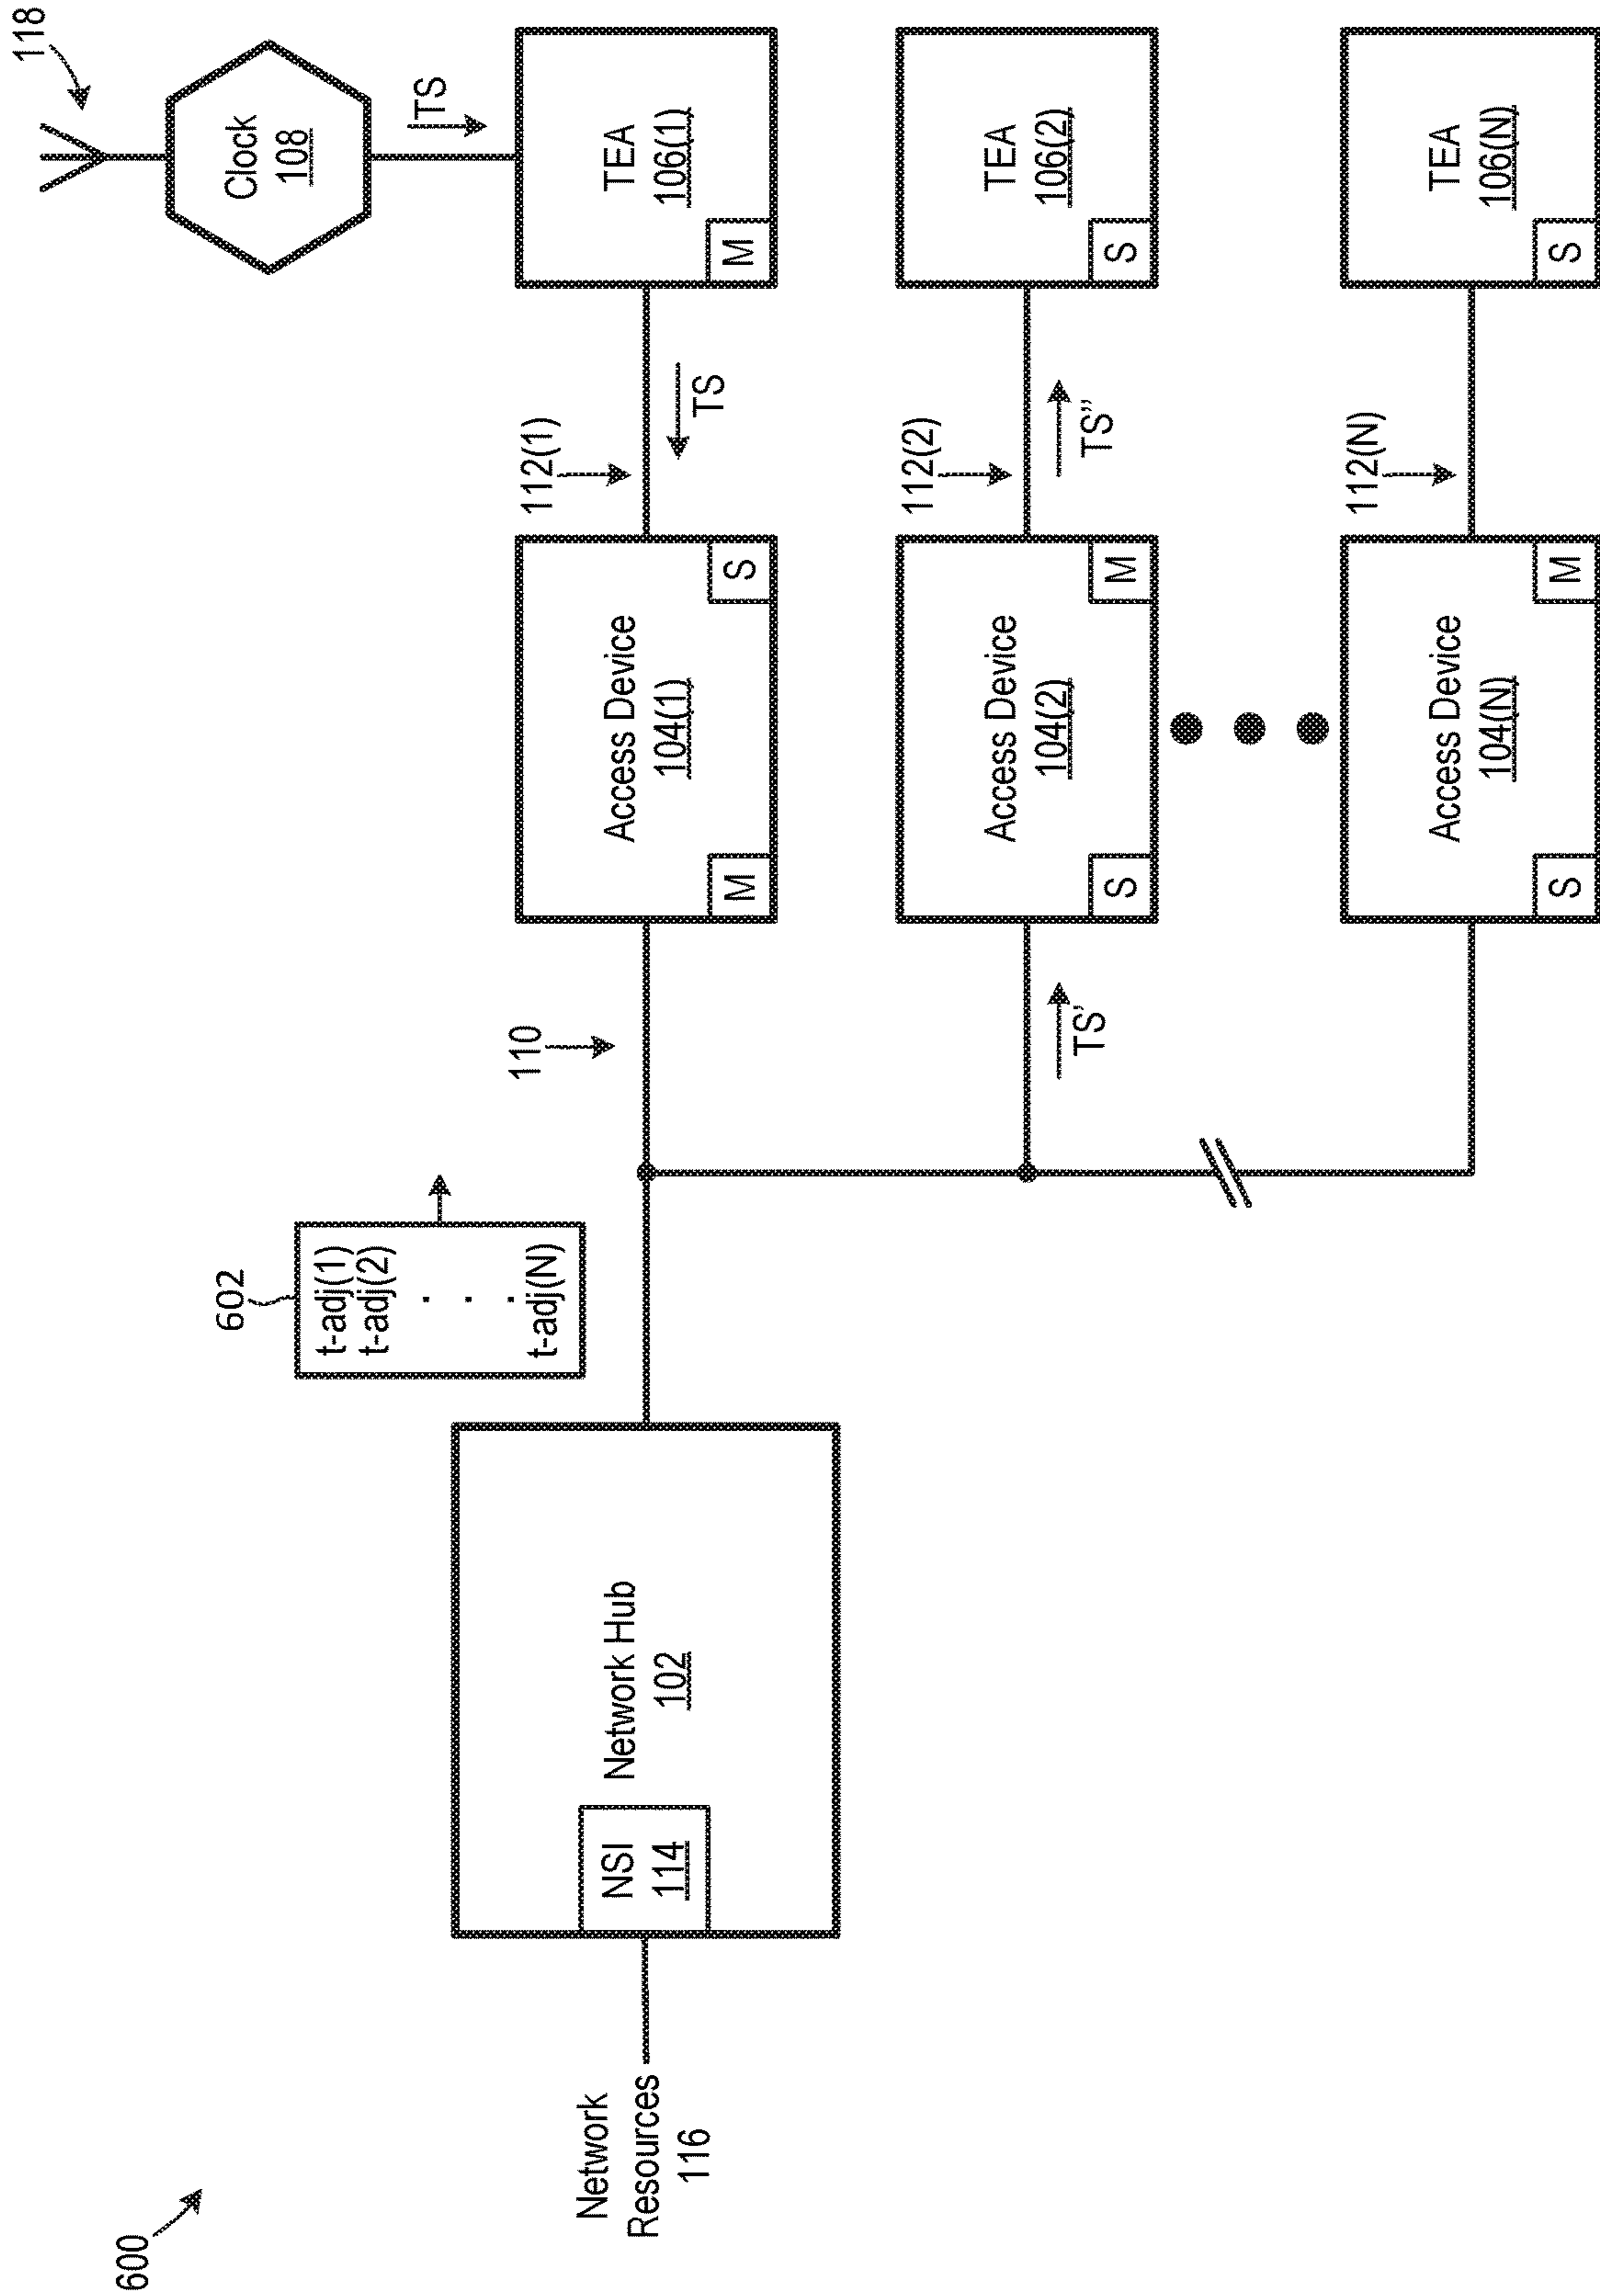 600
Network
Resources
116
NSI
114
Network Hub
102
602
t-adj(1)
t-adj(2)
.
.
.
t-adj(N)
110
TS'
Access Device
104(1)
M
S
Access Device
104(2)
S
M
Access Device
104(N)
S
M
112(1)
TS
112(2)
TS''
112(N)
118
Clock
108
TS
TEA
106(1)
M
TEA
106(2)
S
TEA
106(N)
S